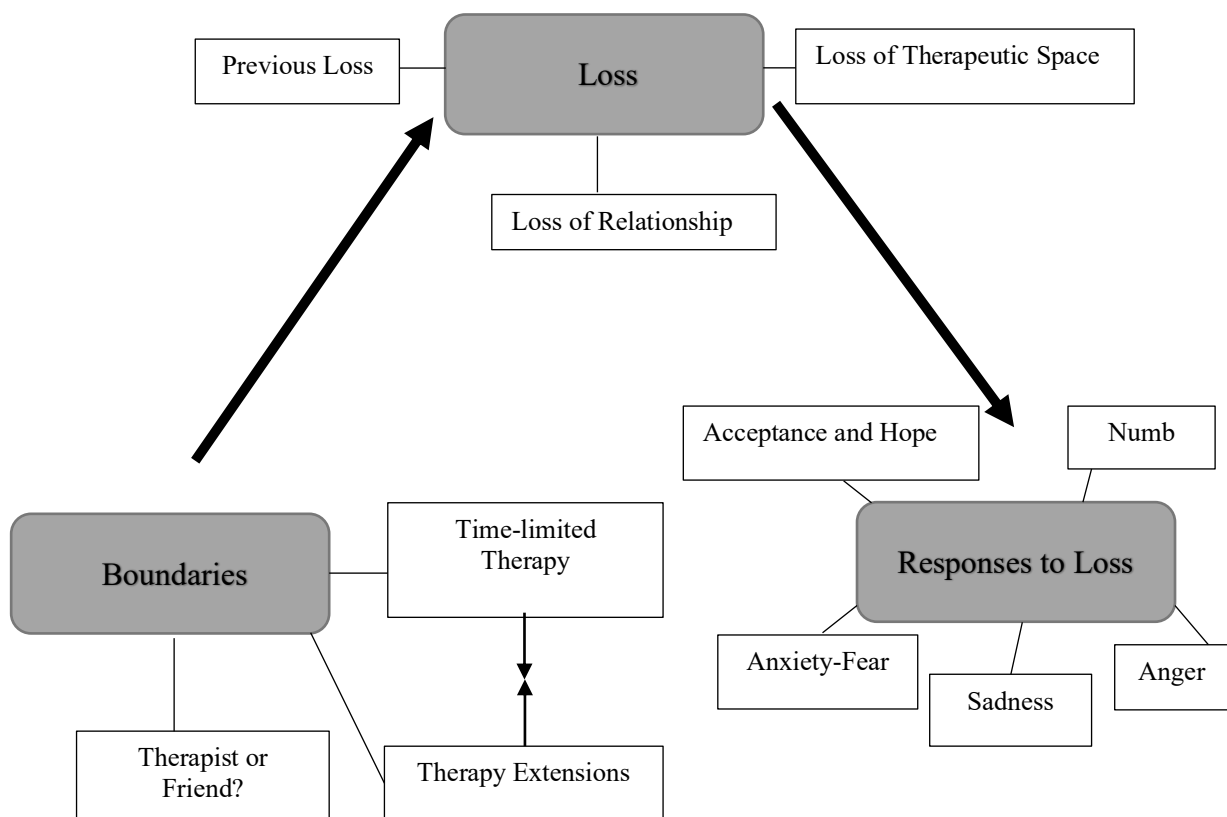 Previous Loss
Loss
Loss of Therapeutic Space
Loss of Relationship
Acceptance and Hope
Numb
Responses to Loss
Anxiety-Fear
Sadness
Anger
Boundaries
Time-limited
Therapy
Therapist or
Friend?
Therapy Extensions